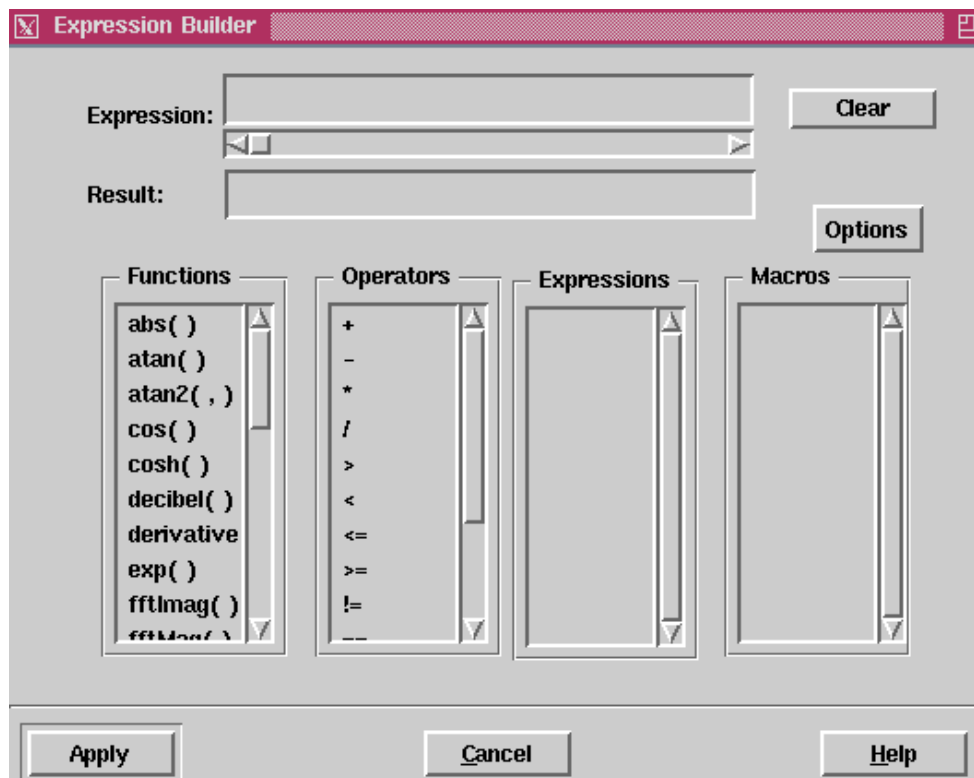 Expression Builder
Expression:
Clear
Result:
Options
Functions
Operators
Expressions
Macros
abs( )
atan( )
atan2( , )
cos( )
cosh( )
decibel( )
derivative
exp( )
fftImag( )
fftMag( )
+
-
*
/
>
<
<=
>=
!=
==
Apply
Cancel
Help